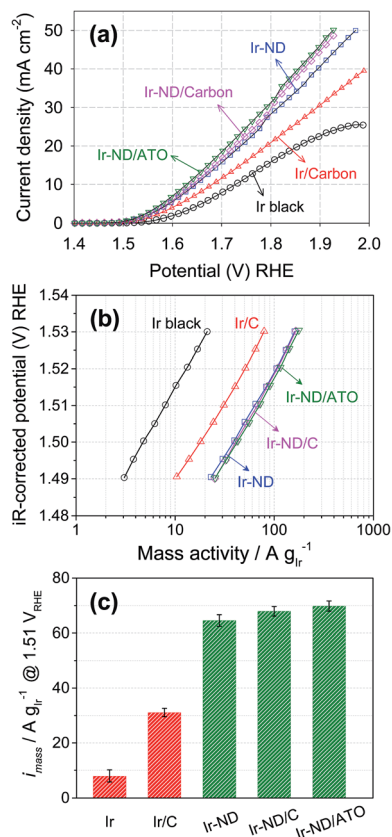 (a)
Current density (mA cm-2)
50
40
30
20
10
0
Ir-ND
Ir-ND/Carbon
Ir-ND/ATO
Ir/Carbon
Ir black
1.4 1.5 1.6 1.7 1.8 1.9 2.0
Potential (V) RHE
(b)
iR-corrected potential (V) RHE
1.53
1.52
1.51
1.50
1.49
1.48
Ir black
Ir/C
Ir-ND/ATO
Ir-ND/C
Ir-ND
1 10 100 1000
Mass activity / A gIr-1
(c)
imass / A gIr-1 @ 1.51 VRHE
80
60
40
20
0
Ir Ir/C Ir-ND Ir-ND/C Ir-ND/ATO